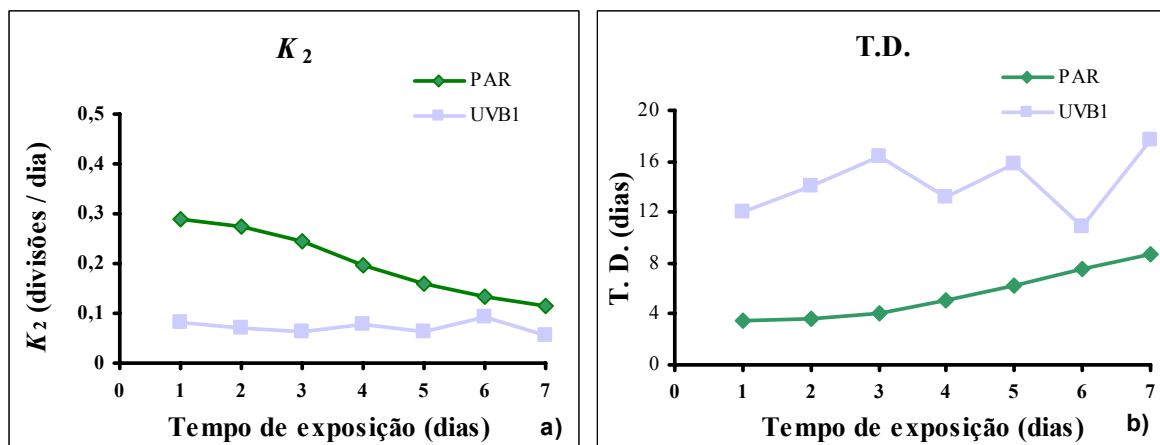 K 2
PAR
UVB1
0,5
0,4
0,3
0,2
0,1
0
0 1 2 3 4 5 6 7
K2 (divisões / dia)
Tempo de exposição (dias)
a)
T.D.
PAR
UVB1
20
16
12
8
4
0
0 1 2 3 4 5 6 7
T. D. (dias)
Tempo de exposição (dias)
b)